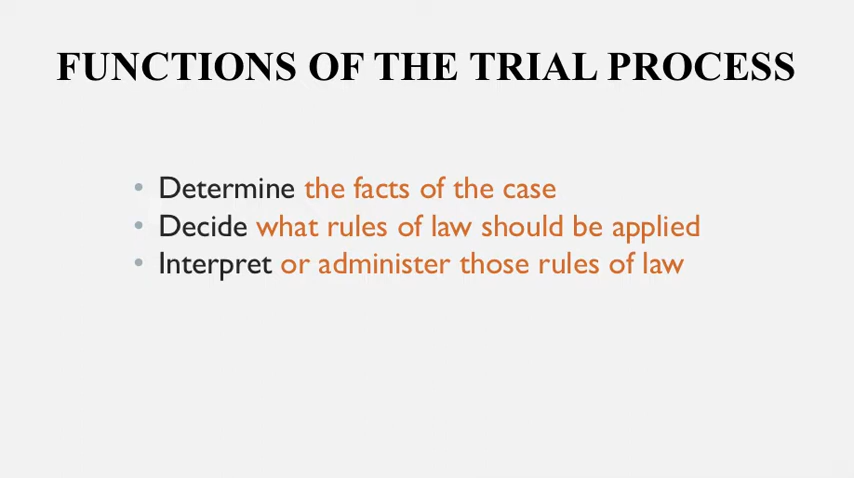 FUNCTIONS OF THE TRIAL PROCESS
• Determine the facts of the case
• Decide what rules of law should be applied
• Interpret or administer those rules of law